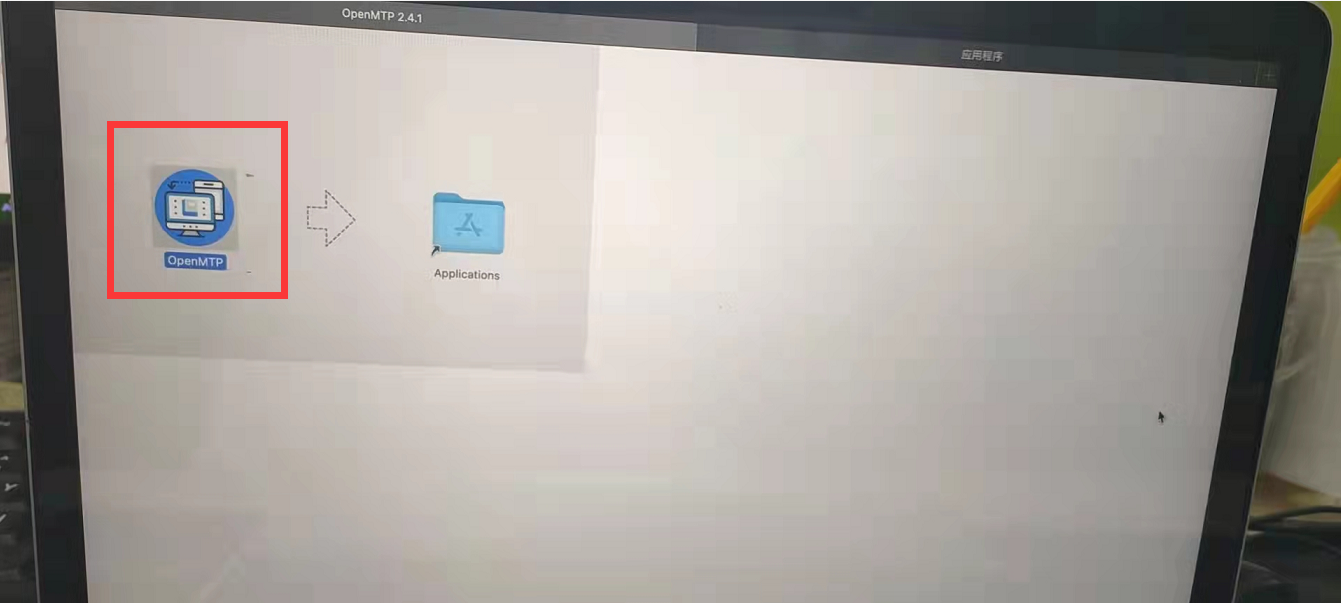 OpenMTP 2.4.1
应用程序
OpenMTP
Applications